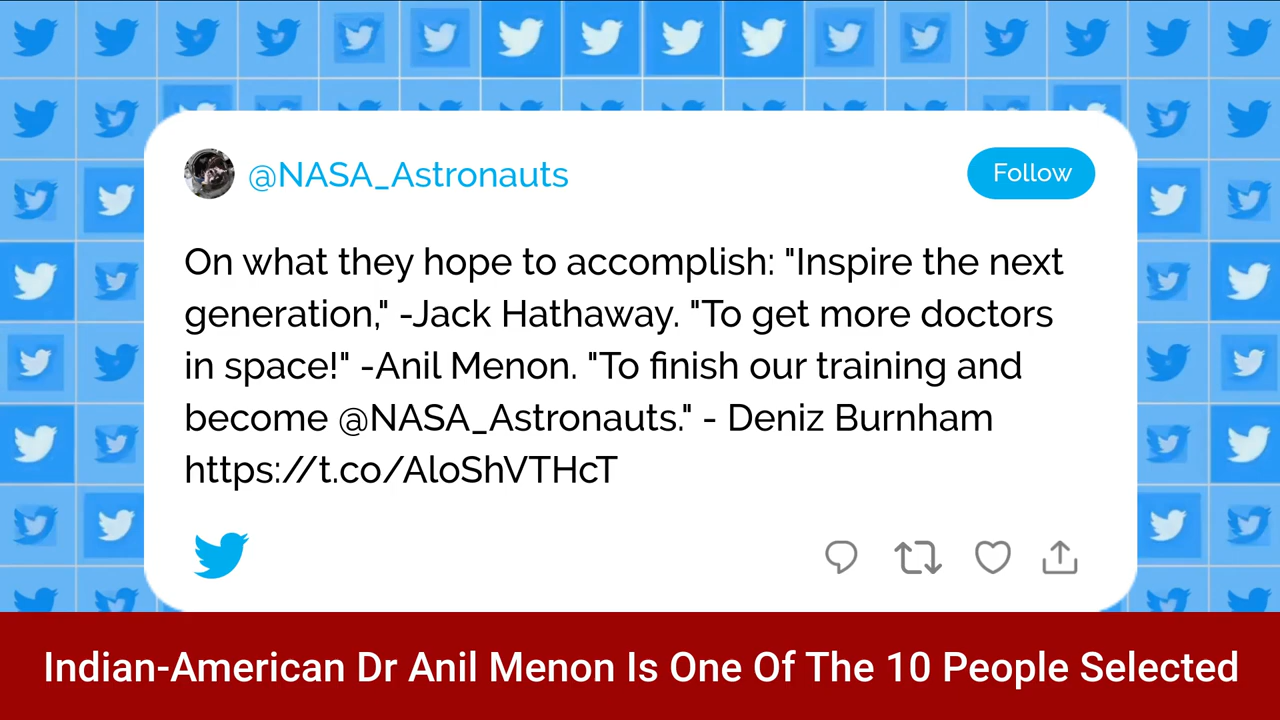 @NASA_Astronauts
Follow
On what they hope to accomplish: "Inspire the next
generation," -Jack Hathaway. "To get more doctors
in space!" -Anil Menon. "To finish our training and
become @NASA_Astronauts." - Deniz Burnham
https://t.co/AloShVTHcT
Indian-American Dr Anil Menon Is One Of The 10 People Selected